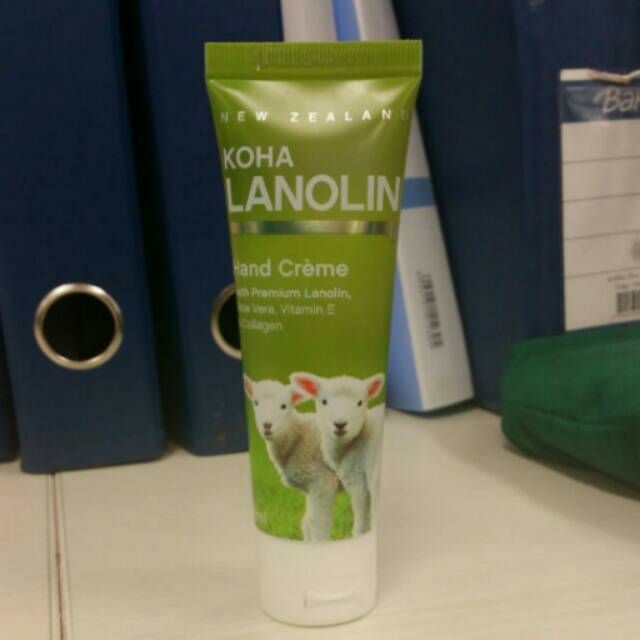 NEW ZEALAND
KOHA
LANOLIN
Hand Crème
with Premium Lanolin,
Aloe Vera, Vitamin E
& Collagen